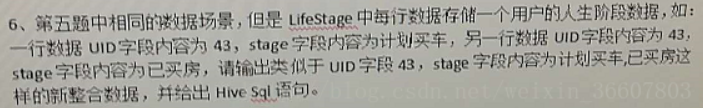 6、第五题中相同的数据场景，但是 LifeStage 中每行数据存储一个用户的人生阶段数据，如：
一行数据 UID 字段内容为 43，stage 字段内容为计划买车，另一行数据 UID 字段内容为 43，
stage 字段内容为已买房，请输出类似于 UID 字段 43，stage 字段内容为计划买车,已买房这
样的新整合数据，并给出 Hive Sql 语句。
blog.csdn.net/weixin_36607803